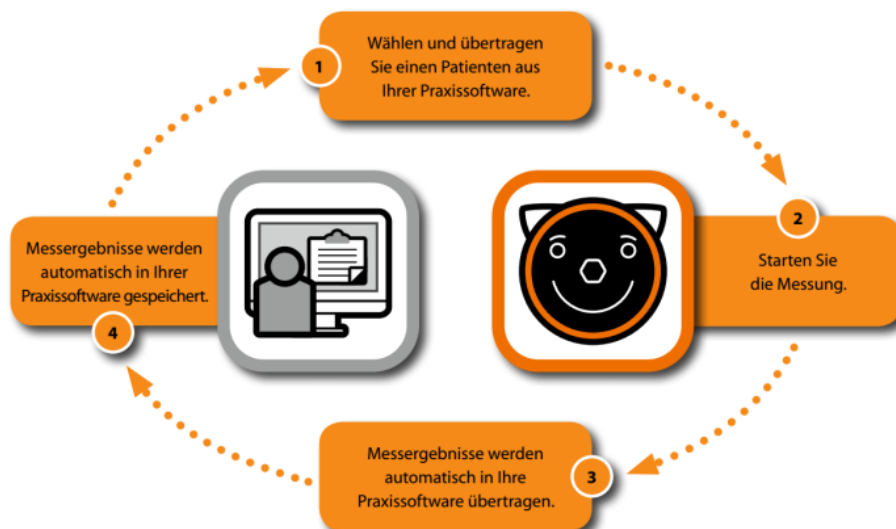 1
Wählen und übertragen
Sie einen Patienten aus
Ihrer Praxissoftware.
2
Starten Sie
die Messung.
3
Messergebnisse werden
automatisch in Ihre
Praxissoftware übertragen.
4
Messergebnisse werden
automatisch in Ihrer
Praxissoftware gespeichert.